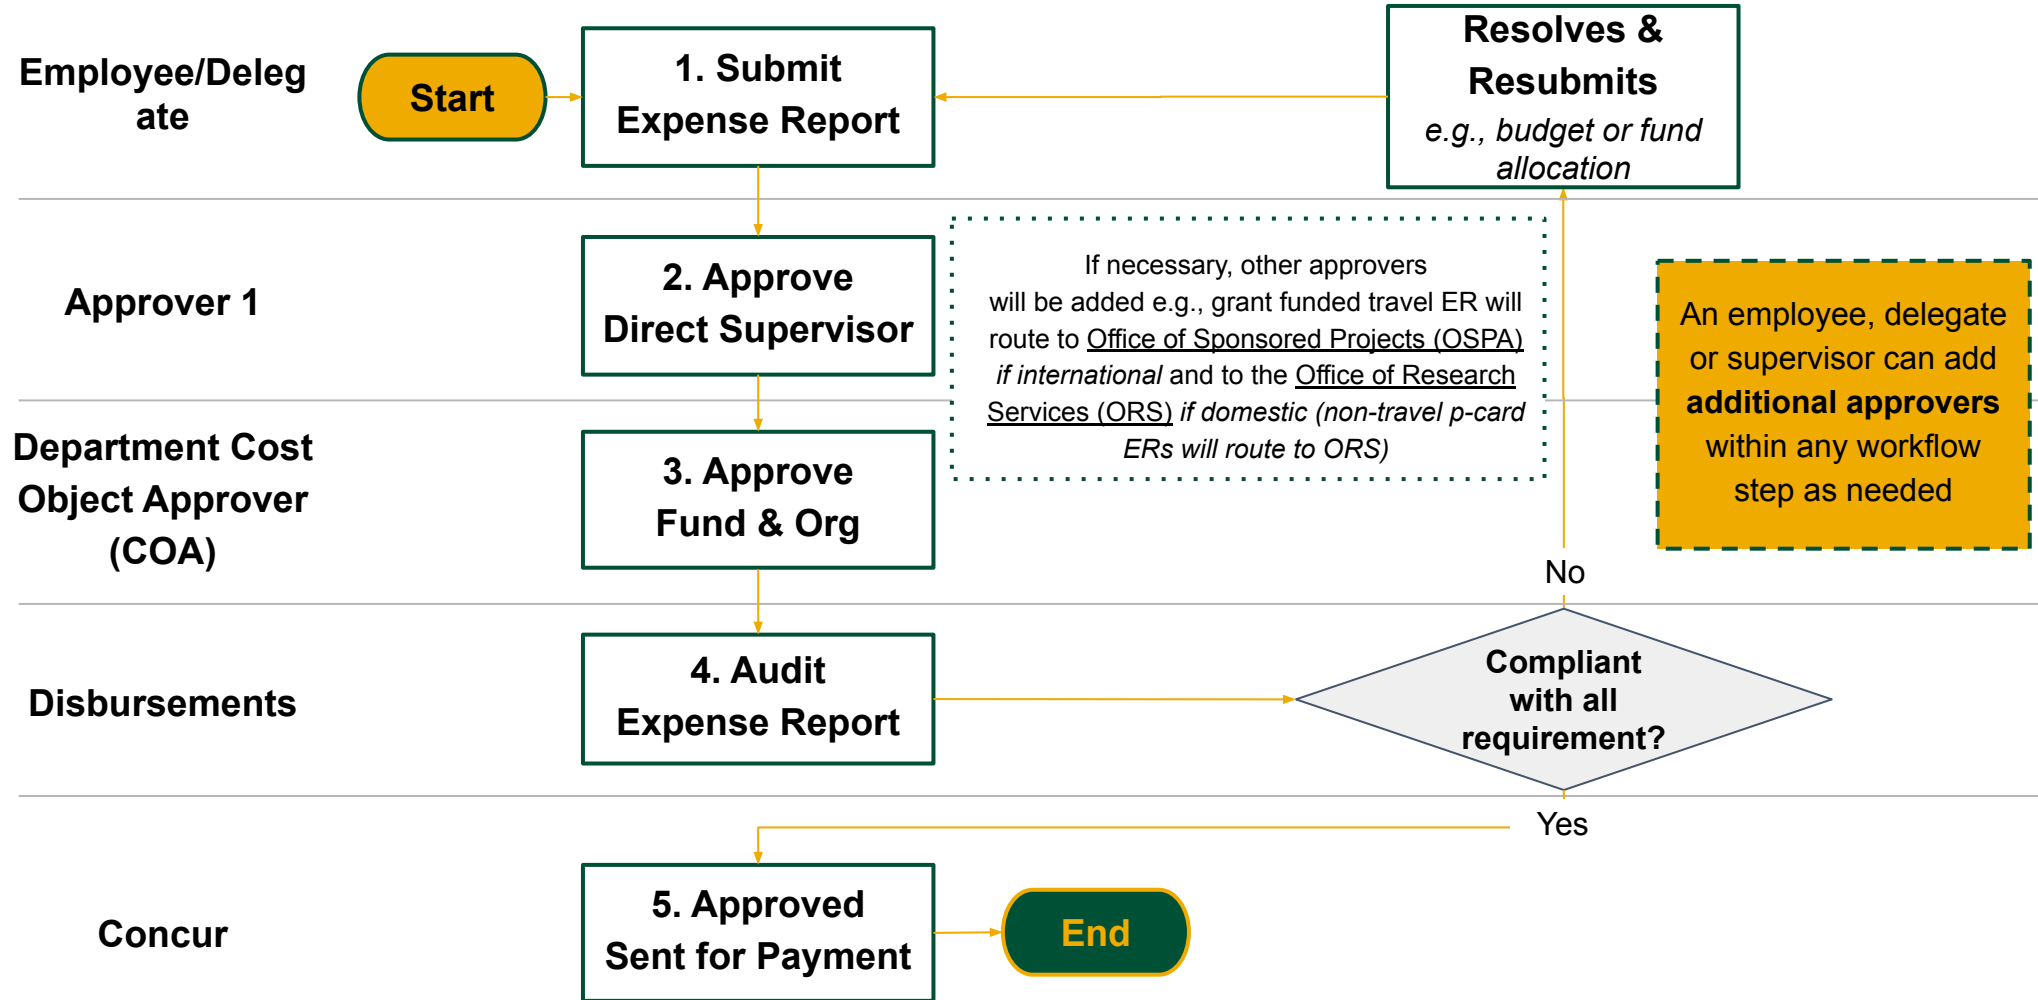 Employee/Deleg
ate
Start
1. Submit
Expense Report
Resolves &
Resubmits
e.g., budget or fund
allocation
Approver 1
2. Approve
Direct Supervisor
If necessary, other approvers
will be added e.g., grant funded travel ER will
route to Office of Sponsored Projects (OSPA)
if international and to the Office of Research
Services (ORS) if domestic (non-travel p-card
ERs will route to ORS)
An employee, delegate
or supervisor can add
additional approvers
within any workflow
step as needed
Department Cost
Object Approver
(COA)
3. Approve
Fund & Org
No
Disbursements
4. Audit
Expense Report
Compliant
with all
requirement?
Yes
Concur
5. Approved
Sent for Payment
End